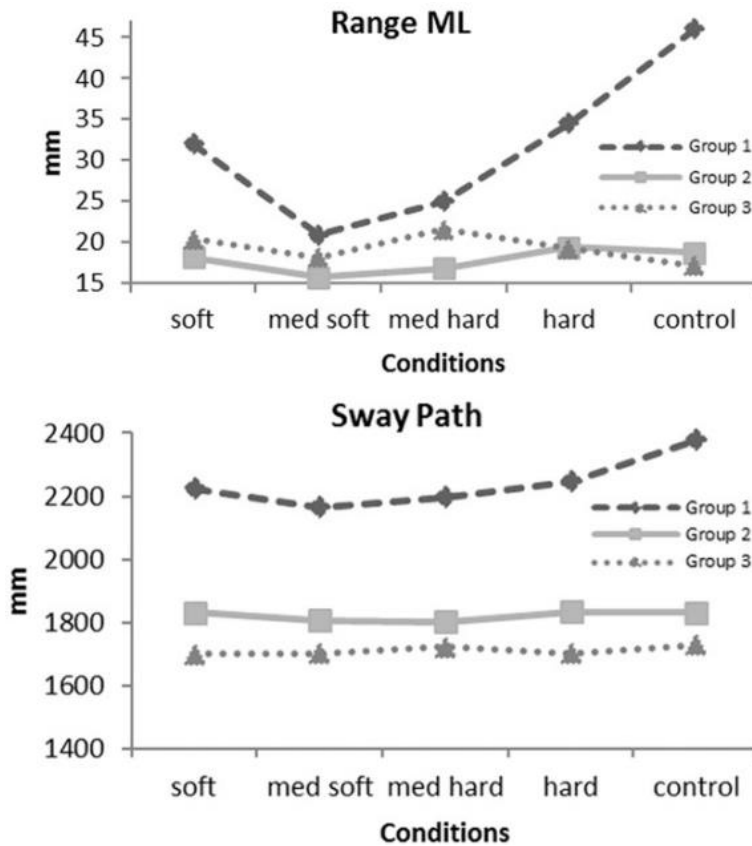 Range ML
45
40
35
30
25
20
15
mm
Group 1
Group 2
Group 3
soft med soft med hard hard control
Conditions
Sway Path
2400
2200
2000
1800
1600
1400
mm
Group 1
Group 2
Group 3
soft med soft med hard hard control
Conditions